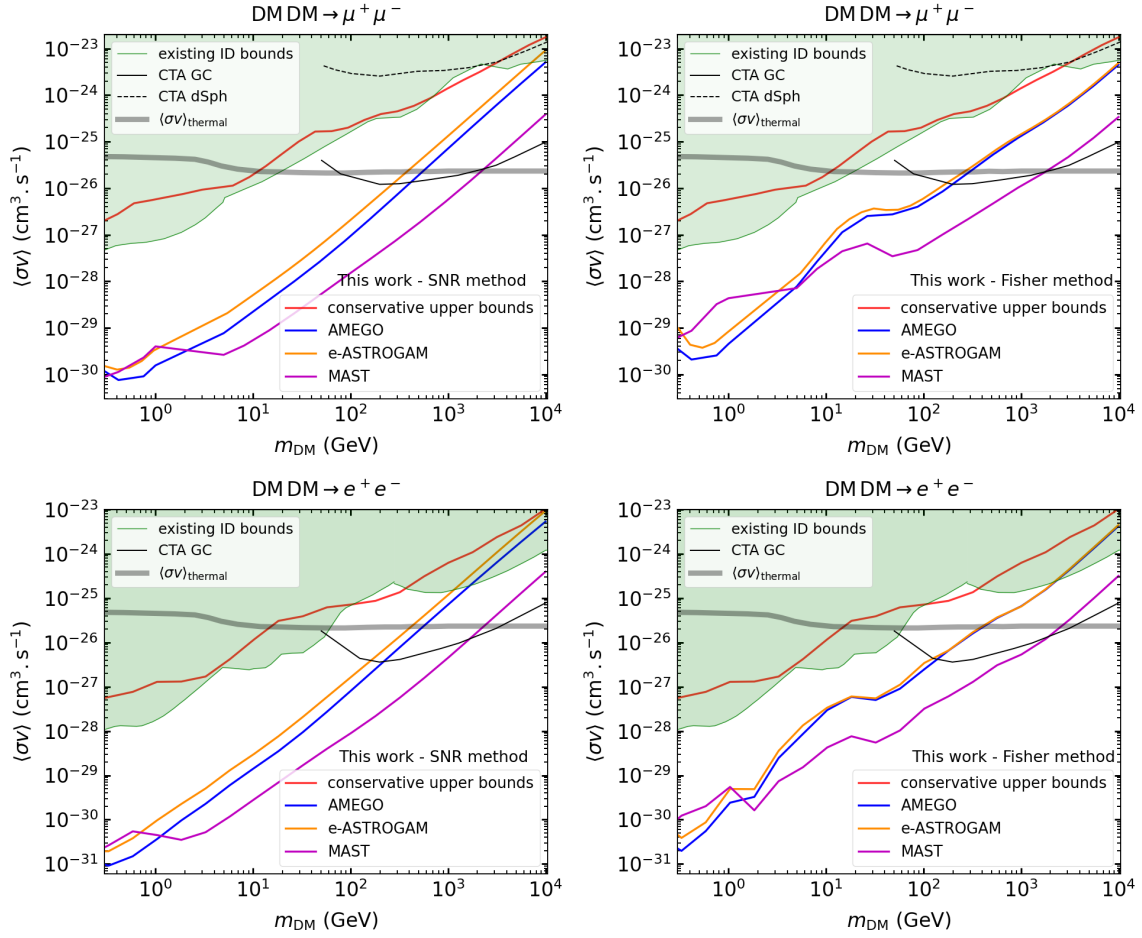 DM DM → μ⁺ μ⁻
10⁻²³
10⁻²⁴
10⁻²⁵
10⁻²⁶
10⁻²⁷
10⁻²⁸
10⁻²⁹
10⁻³⁰
⟨σv⟩ (cm³ . s⁻¹)
existing ID bounds
CTA GC
CTA dSph
⟨σv⟩thermal
This work - SNR method
conservative upper bounds
AMEGO
e-ASTROGAM
MAST
10⁰ 10¹ 10² 10³ 10⁴
m_DM (GeV)
DM DM → μ⁺ μ⁻
10⁻²³
10⁻²⁴
10⁻²⁵
10⁻²⁶
10⁻²⁷
10⁻²⁸
10⁻²⁹
10⁻³⁰
⟨σv⟩ (cm³ . s⁻¹)
existing ID bounds
CTA GC
CTA dSph
⟨σv⟩thermal
This work - Fisher method
conservative upper bounds
AMEGO
e-ASTROGAM
MAST
10⁰ 10¹ 10² 10³ 10⁴
m_DM (GeV)
DM DM → e⁺ e⁻
10⁻²³
10⁻²⁴
10⁻²⁵
10⁻²⁶
10⁻²⁷
10⁻²⁸
10⁻²⁹
10⁻³⁰
10⁻³¹
⟨σv⟩ (cm³ . s⁻¹)
existing ID bounds
CTA GC
⟨σv⟩thermal
This work - SNR method
conservative upper bounds
AMEGO
e-ASTROGAM
MAST
10⁰ 10¹ 10² 10³ 10⁴
m_DM (GeV)
DM DM → e⁺ e⁻
10⁻²³
10⁻²⁴
10⁻²⁵
10⁻²⁶
10⁻²⁷
10⁻²⁸
10⁻²⁹
10⁻³⁰
10⁻³¹
⟨σv⟩ (cm³ . s⁻¹)
existing ID bounds
CTA GC
⟨σv⟩thermal
This work - Fisher method
conservative upper bounds
AMEGO
e-ASTROGAM
MAST
10⁰ 10¹ 10² 10³ 10⁴
m_DM (GeV)